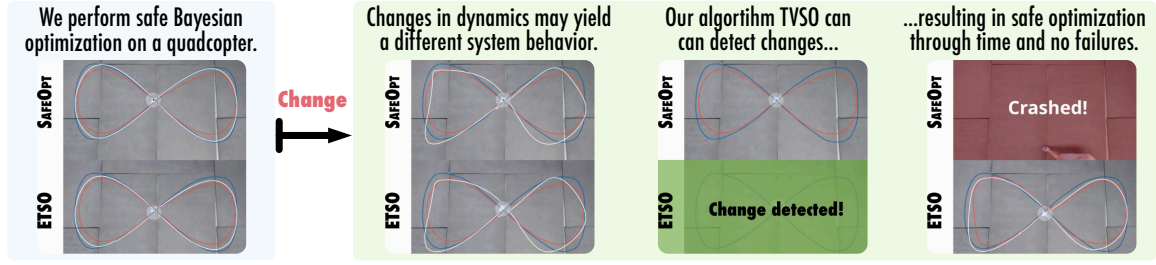 We perform safe Bayesian
optimization on a quadcopter.
SAFEOPT
ETSO
Change
Changes in dynamics may yield
a different system behavior.
SAFEOPT
ETSO
Our algortihm TVSO can
can detect changes...
SAFEOPT
ETSO
Change detected!
...resulting in safe optimization
through time and no failures.
SAFEOPT
Crashed!
ETSO